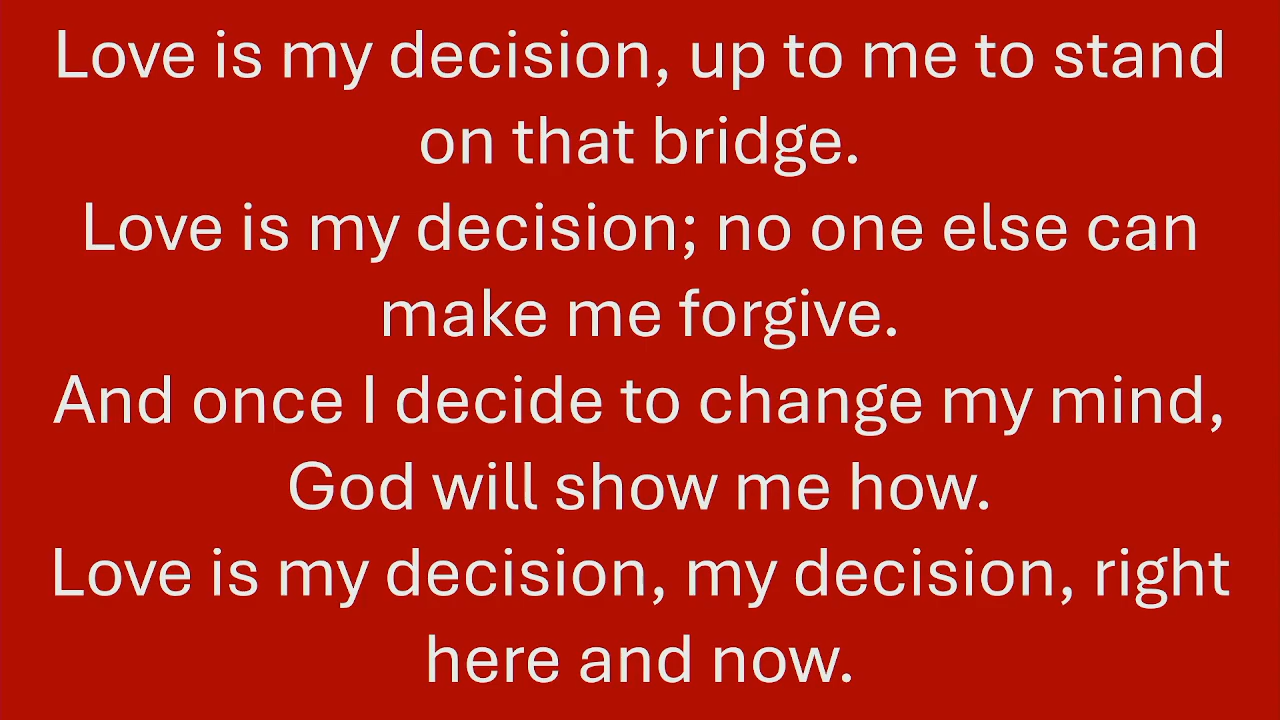 Love is my decision, up to me to stand
on that bridge.
Love is my decision; no one else can
make me forgive.
And once I decide to change my mind,
God will show me how.
Love is my decision, my decision, right
here and now.